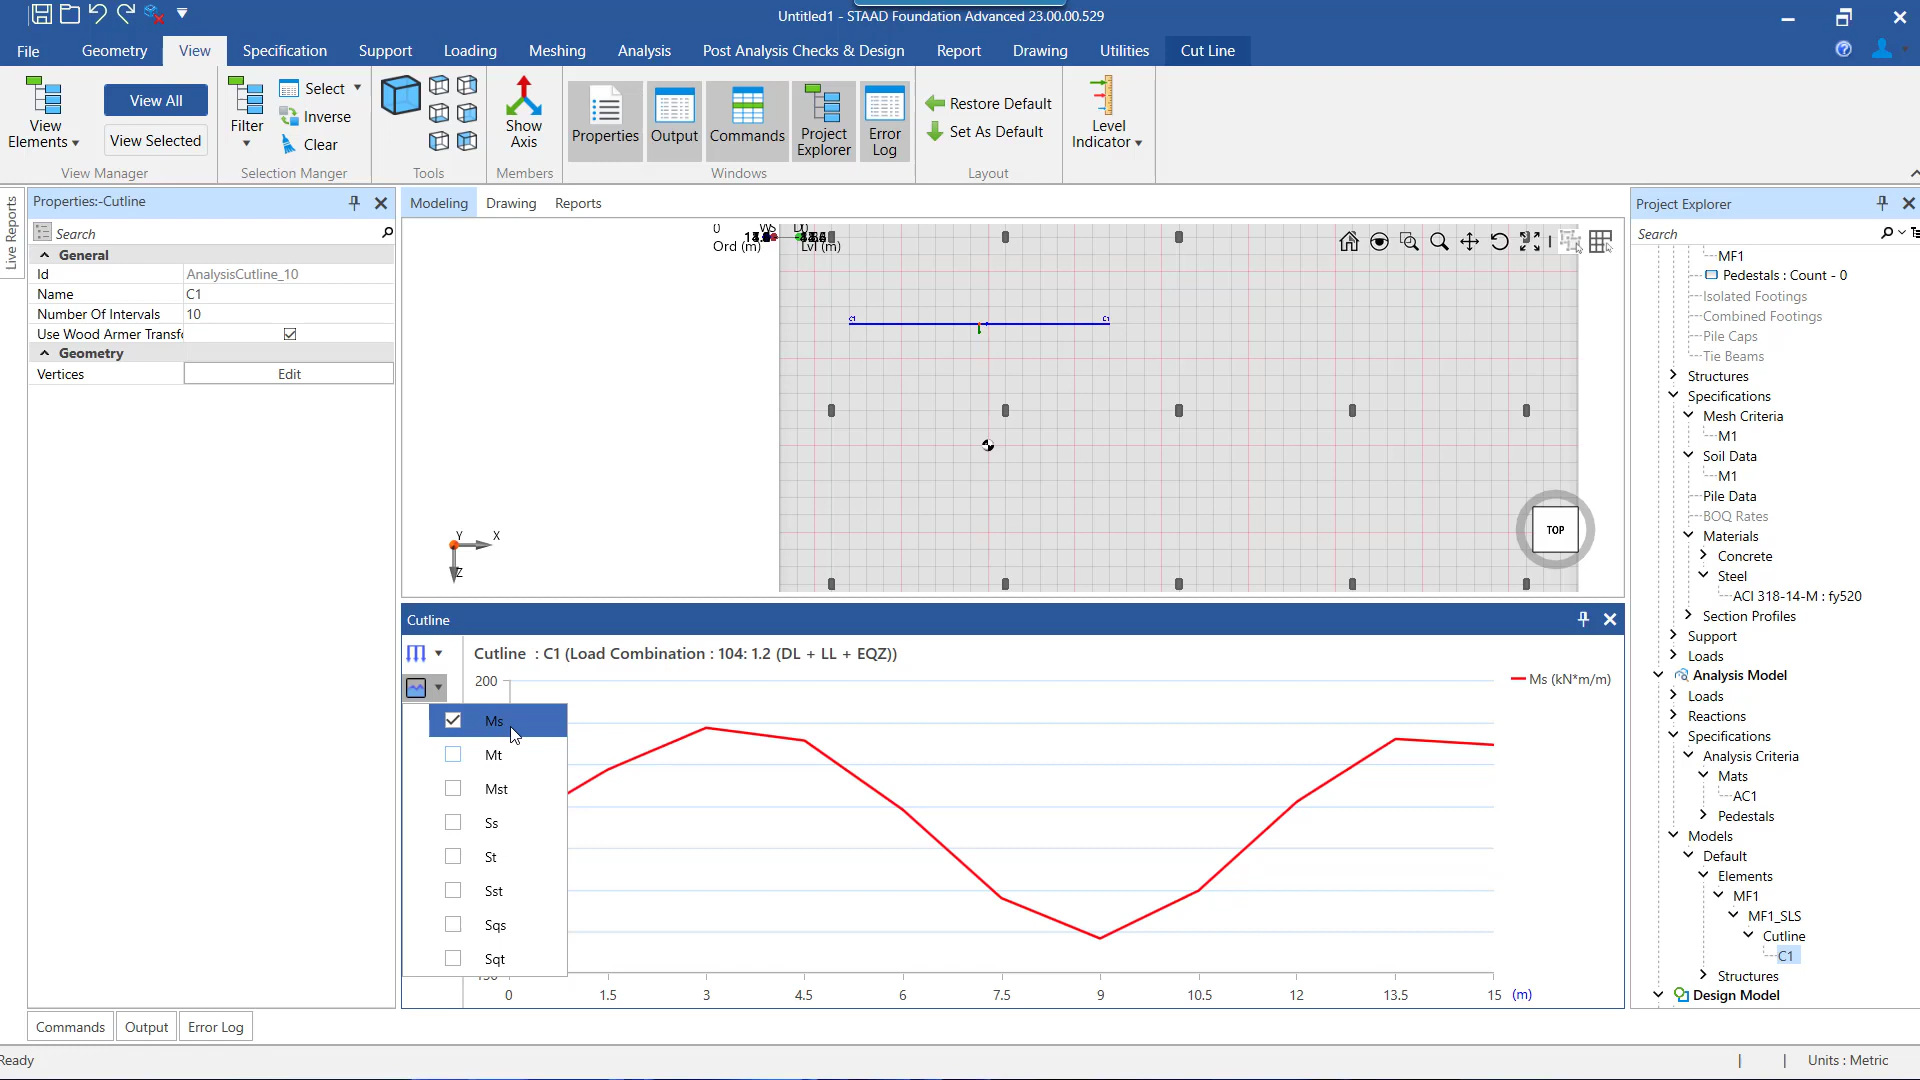 Untitled1 - STAAD Foundation Advanced 23.00.00.529
File Geometry View Specification Support Loading Meshing Analysis Post Analysis Checks & Design Report Drawing Utilities Cut Line
View Elements
View All
View Selected
View Manager
Filter
Select
Inverse
Clear
Selection Manger
Tools
Show Axis
Members
Properties
Output
Commands
Project Explorer
Error Log
Windows
Restore Default
Set As Default
Layout
Level Indicator
Live Reports
Properties:-Cutline
Search
General
Id AnalysisCutline_10
Name C1
Number Of Intervals 10
Use Wood Armer Transfo
Geometry
Vertices Edit
Modeling Drawing Reports
0
Ord (m)
Lvl (m)
C1 C1
Y X
Z
TOP
Cutline
Cutline : C1 (Load Combination : 104: 1.2 (DL + LL + EQZ))
200
Ms (kN*m/m)
Ms
Mt
Mst
Ss
St
Sst
Sqs
Sqt
0 1.5 3 4.5 6 7.5 9 10.5 12 13.5 15 (m)
Project Explorer
Search
MF1
Pedestals : Count - 0
Isolated Footings
Combined Footings
Pile Caps
Tie Beams
Structures
Specifications
Mesh Criteria
M1
Soil Data
M1
Pile Data
BOQ Rates
Materials
Concrete
Steel
ACI 318-14-M : fy520
Section Profiles
Support
Loads
Analysis Model
Loads
Reactions
Specifications
Analysis Criteria
Mats
AC1
Pedestals
Models
Default
Elements
MF1
MF1_SLS
Cutline
C1
Structures
Design Model
Commands Output Error Log
Ready
Units : Metric